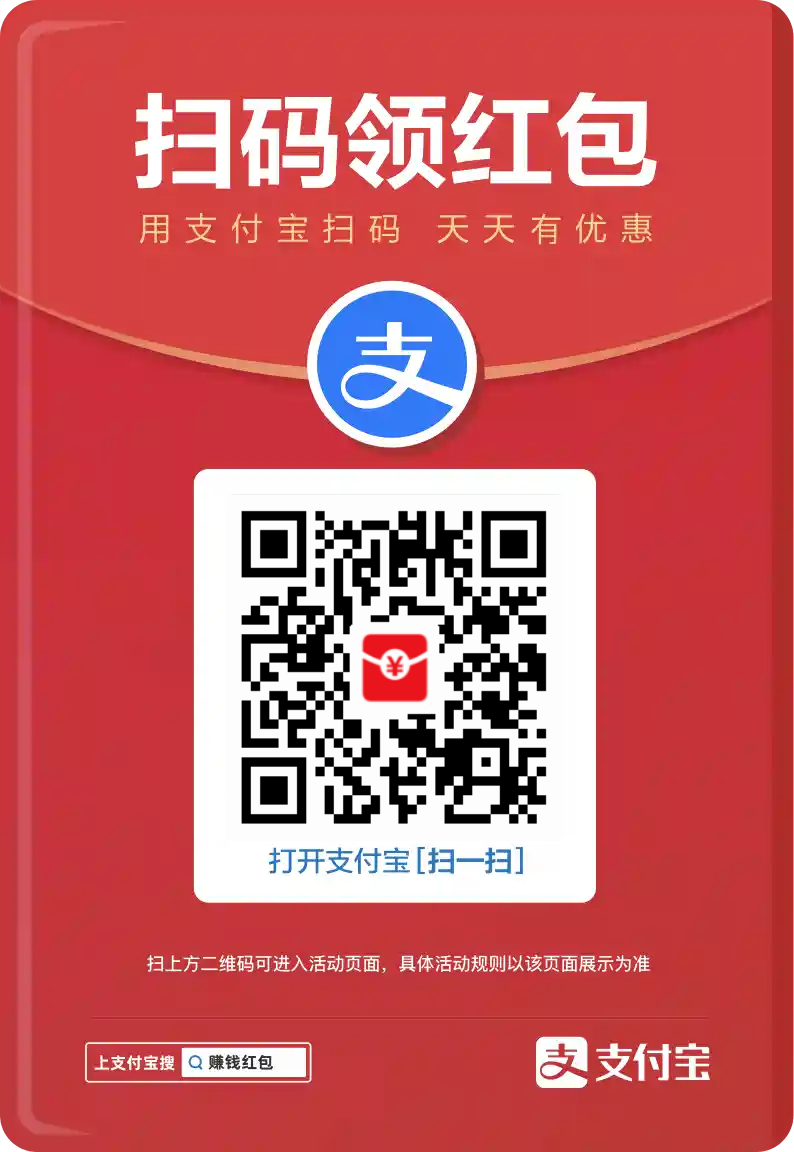 扫码领红包
用支付宝扫码 天天有优惠
支
¥
打开支付宝[扫一扫]
扫上方二维码可进入活动页面，具体活动规则以该页面展示为准
上支付宝搜 赚钱红包
支 支付宝